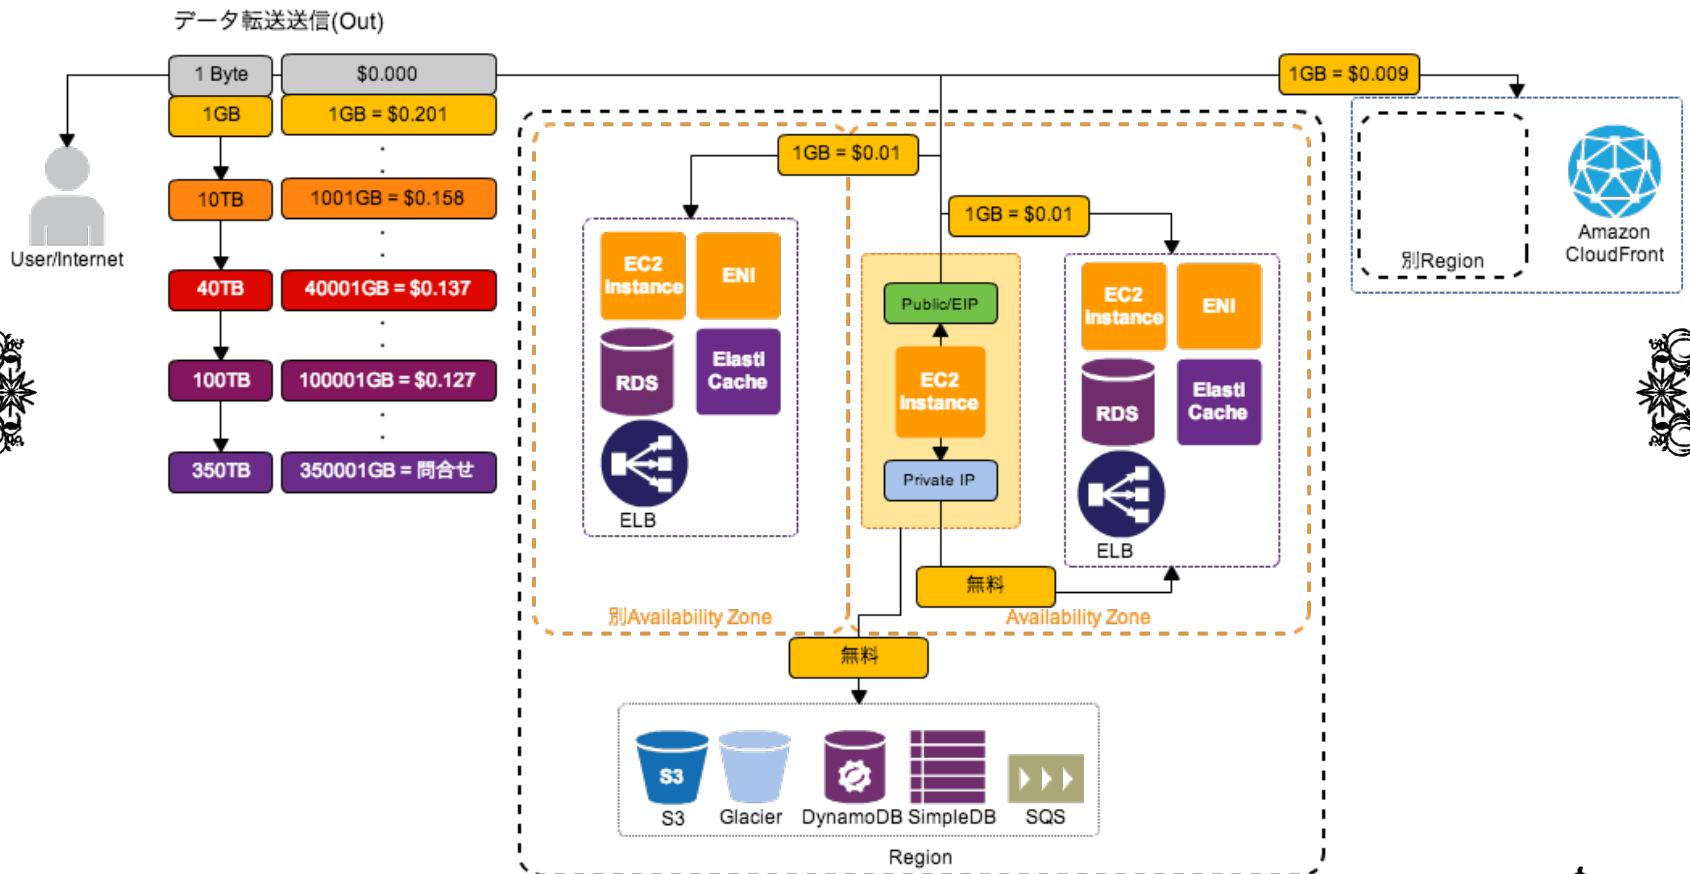 データ転送送信(Out)
1 Byte
$0.000
1GB = $0.009
1GB
1GB = $0.201
1GB = $0.01
10TB
1001GB = $0.158
1GB = $0.01
User/Internet
40TB
40001GB = $0.137
100TB
100001GB = $0.127
350TB
350001GB = 問合せ
EC2
Instance
ENI
RDS
Elasti
Cache
ELB
別Availability Zone
Public/EIP
EC2
Instance
Private IP
無料
EC2
Instance
ENI
RDS
Elasti
Cache
ELB
Availability Zone
別Region
Amazon
CloudFront
無料
S3
S3
Glacier
DynamoDB
SimpleDB
SQS
Region